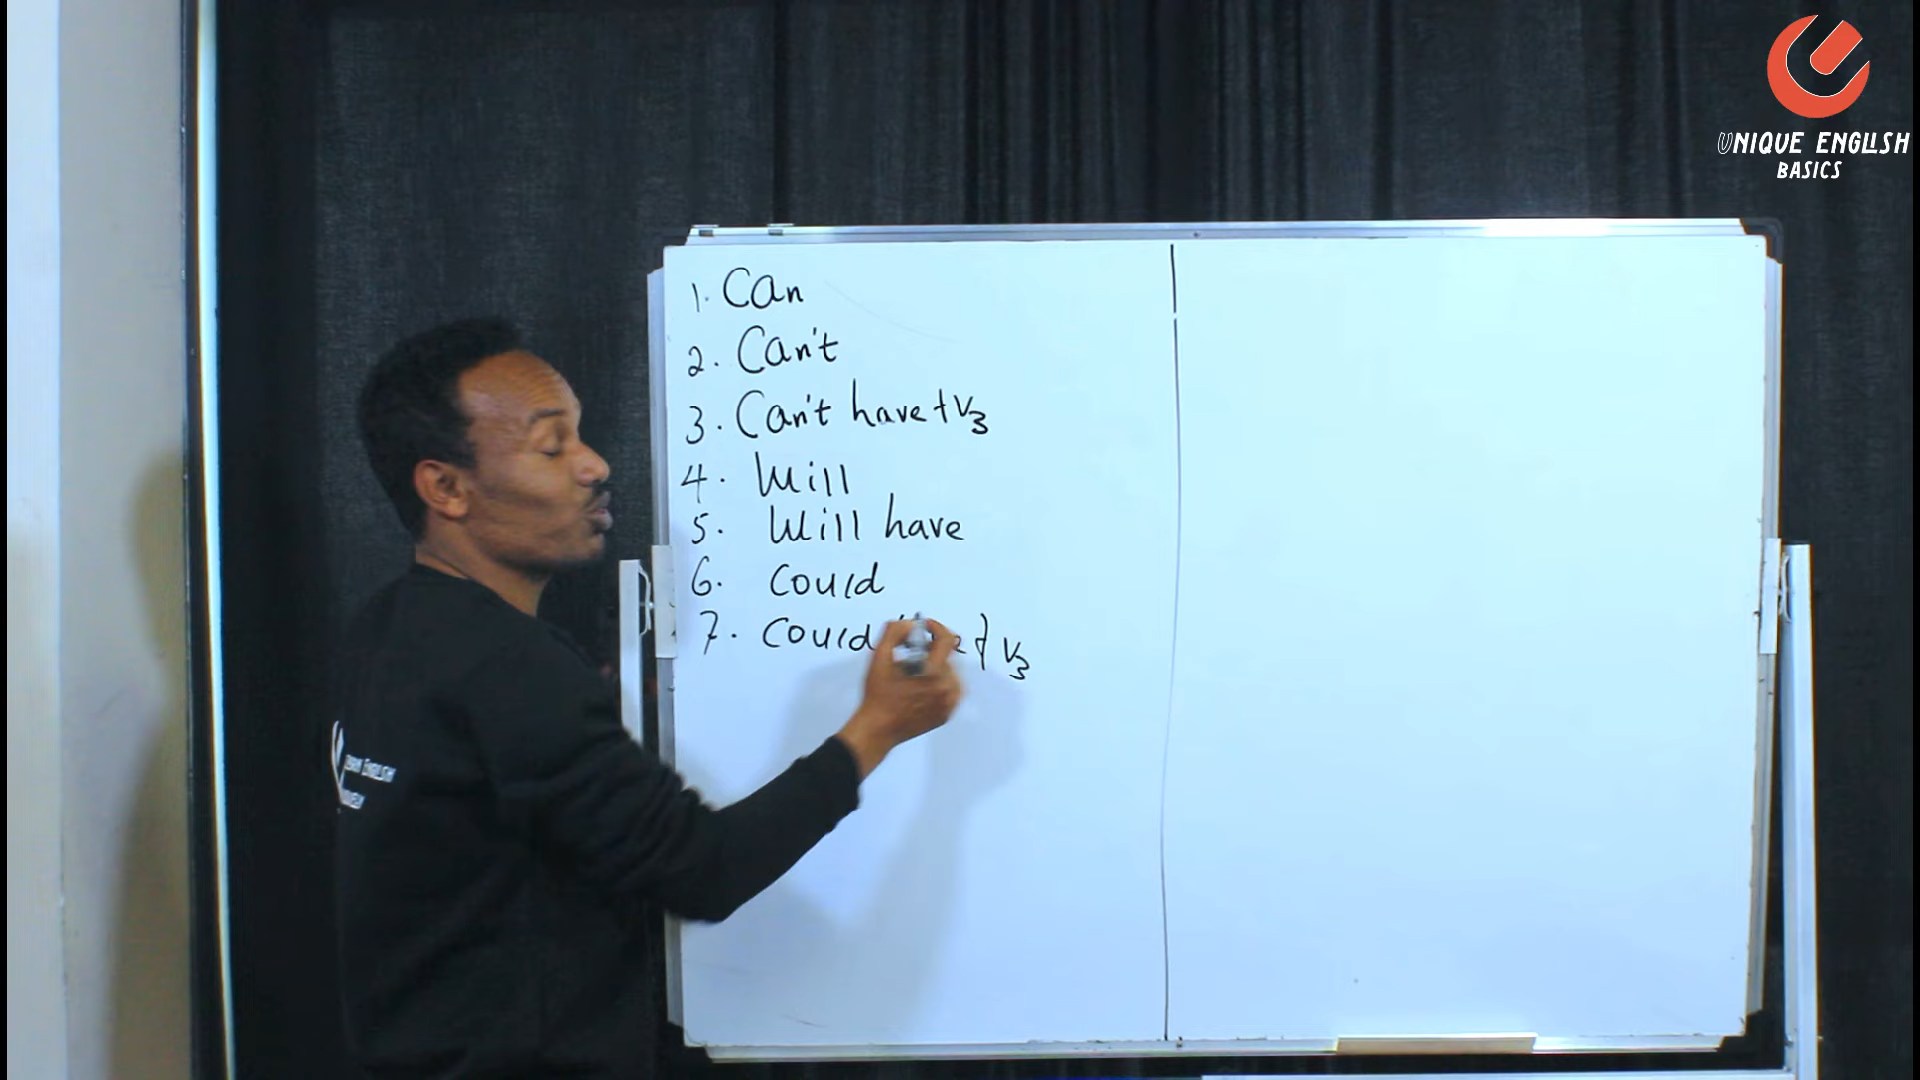 UNIQUE ENGLISH
BASICS
1. Can
2. Can't
3. Can't have + V3
4. Will
5. Will have
6. Could
7. Could + V3
ENGLISH